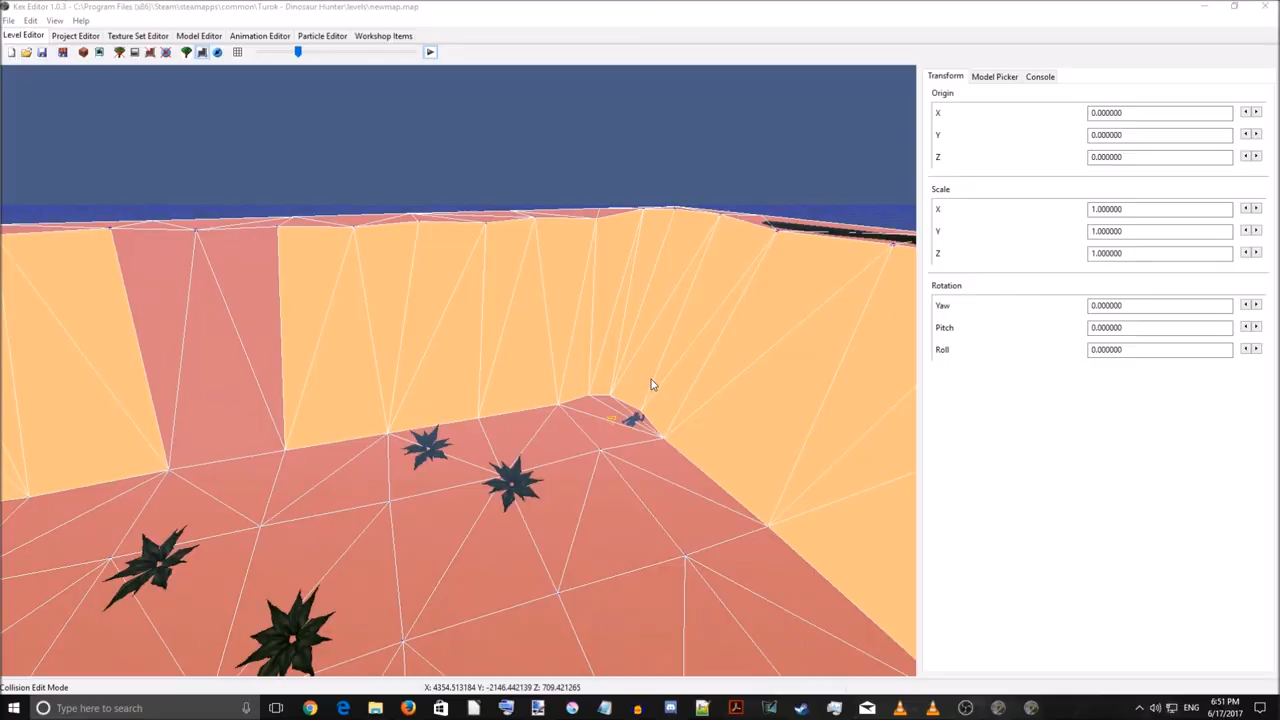 Kex Editor 1.0.3 - C:\Program Files (x86)\Steam\steamapps\common\Turok - Dinosaur Hunter\levels\newmap.map
File Edit View Help
Level Editor Project Editor Texture Set Editor Model Editor Animation Editor Particle Editor Workshop Items
Transform Model Picker Console
Origin
X 0.000000
Y 0.000000
Z 0.000000
Scale
X 1.000000
Y 1.000000
Z 1.000000
Rotation
Yaw 0.000000
Pitch 0.000000
Roll 0.000000
Collision Edit Mode X: 4354.513184 Y: -2146.442139 Z: 709.421265
Type here to search
ENG
6:51 PM
6/17/2017